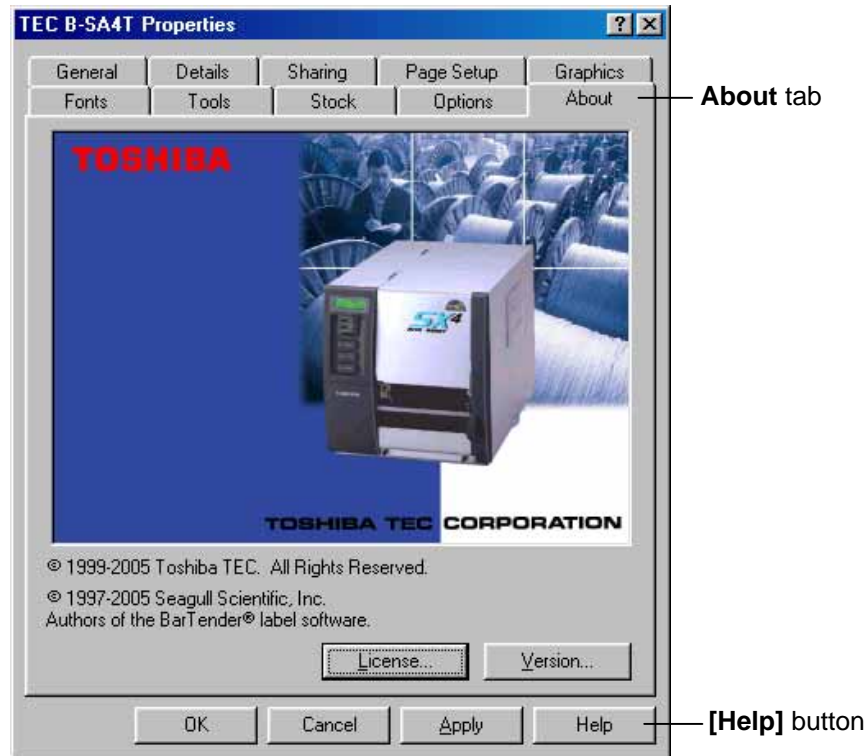 TEC B-SA4T Properties
General Details Sharing Page Setup Graphics
Fonts Tools Stock Options About
About tab
TOSHIBA
SX4
TOSHIBA TEC CORPORATION
© 1999-2005 Toshiba TEC. All Rights Reserved.
© 1997-2005 Seagull Scientific, Inc.
Authors of the BarTender® label software.
License... Version...
OK Cancel Apply Help
[Help] button